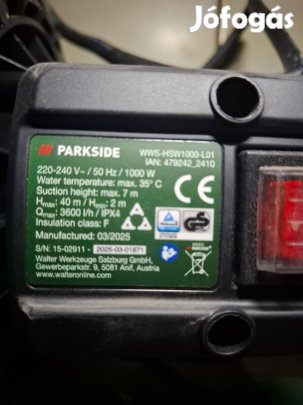 Jófogás
PARKSIDE
WWS-HSW1000-L01
IAN: 479242_2410
220-240 V~ / 50 Hz / 1000 W
Water temperature: max. 35° C
Suction height: max. 7 m
Hmax: 40 m / Hmin: 2 m
Qmax: 3600 l/h / IPX4
Insulation class: F
Manufactured: 03/2025
S/N: 15-02911 - 2025-03-01871
Walter Werkzeuge Salzburg GmbH,
Gewerbeparkstr. 9, 5081 Anif, Austria
www.walteronline.com
CE